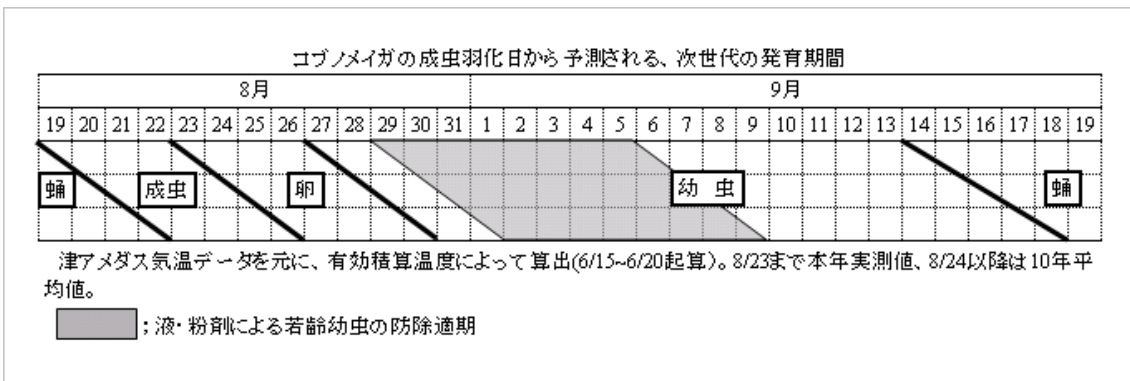 コブノメイガの成虫羽化日から予測される、次世代の発育期間
8月 9月
19 20 21 22 23 24 25 26 27 28 29 30 31 1 2 3 4 5 6 7 8 9 10 11 12 13 14 15 16 17 18 19
蛹 成虫 卵 幼 虫 蛹
津アメダス気温データを元に、有効積算温度によって算出(6/15~6/20起算)。8/23まで本年実測値、8/24以降は10年平
均値。
;液・粉剤による若齢幼虫の防除適期